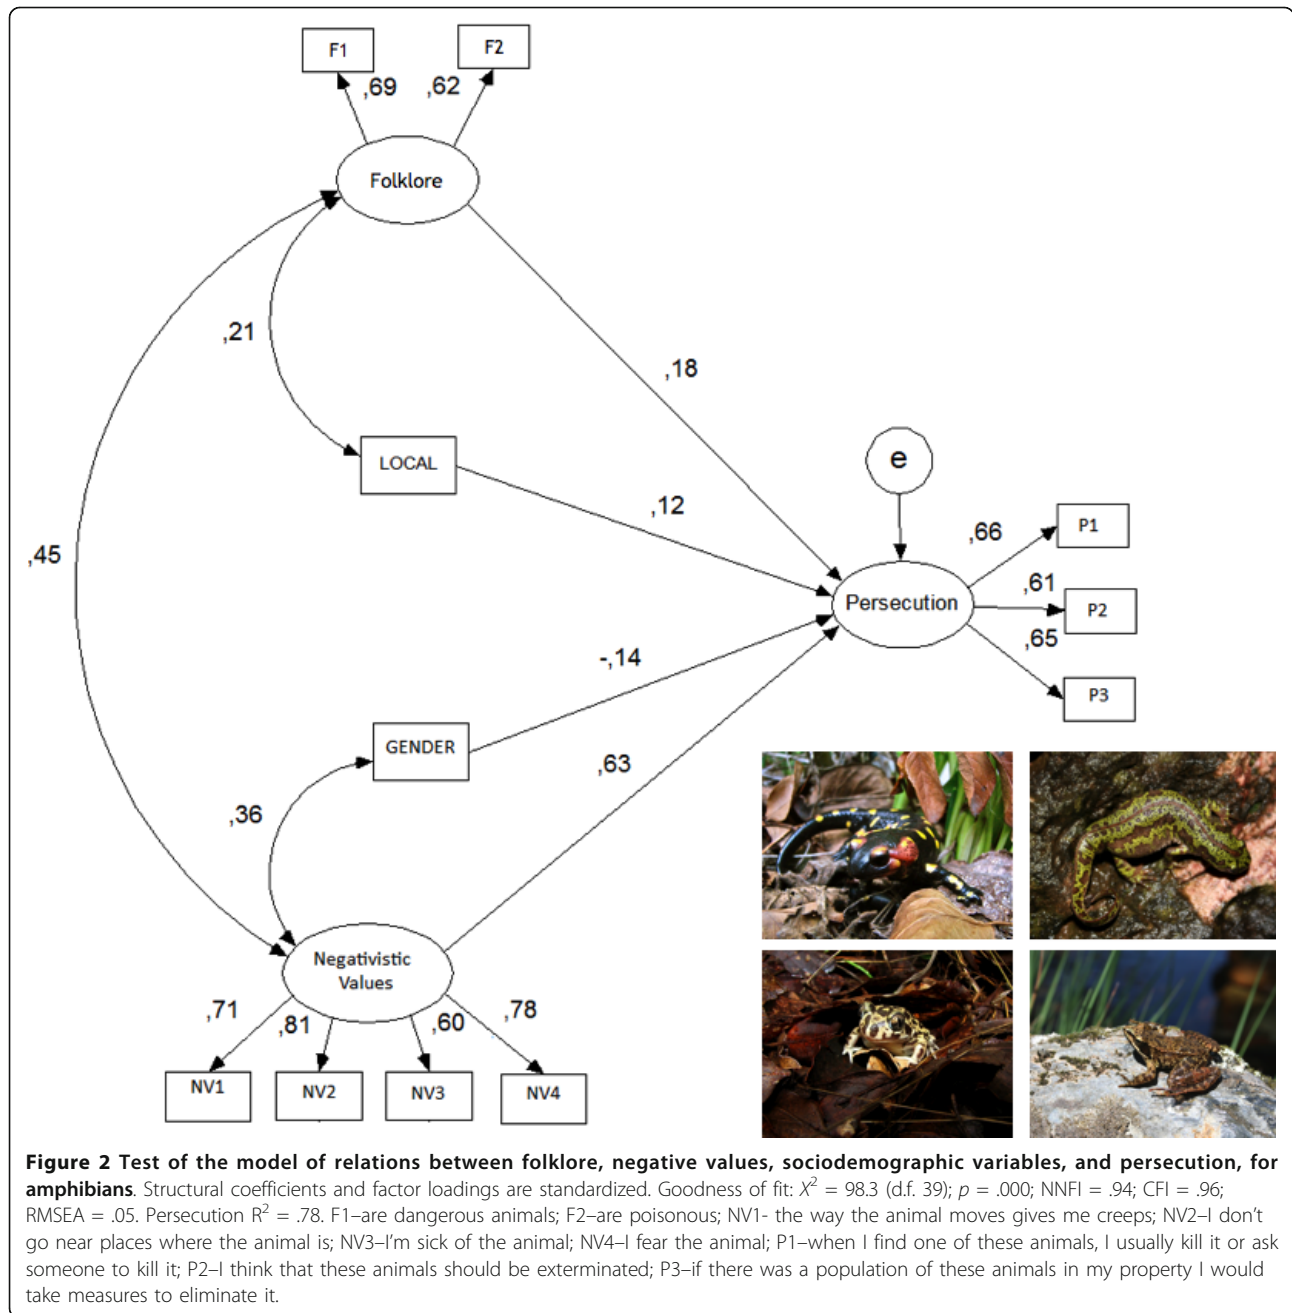 F1
F2
,69
,62
Folklore
,21
,18
LOCAL
e
,12
,45
,66
P1
Persecution
,61
P2
,65
-,14
P3
GENDER
,63
,36
Negativistic
Values
,71
,81
,60
,78
NV1
NV2
NV3
NV4
Figure 2 Test of the model of relations between folklore, negative values, sociodemographic variables, and persecution, for
amphibians. Structural coefficients and factor loadings are standardized. Goodness of fit: X² = 98.3 (d.f. 39); p = .000; NNFI = .94; CFI = .96;
RMSEA = .05. Persecution R² = .78. F1–are dangerous animals; F2–are poisonous; NV1- the way the animal moves gives me creeps; NV2–I don't
go near places where the animal is; NV3–I'm sick of the animal; NV4–I fear the animal; P1–when I find one of these animals, I usually kill it or ask
someone to kill it; P2–I think that these animals should be exterminated; P3–if there was a population of these animals in my property I would
take measures to eliminate it.